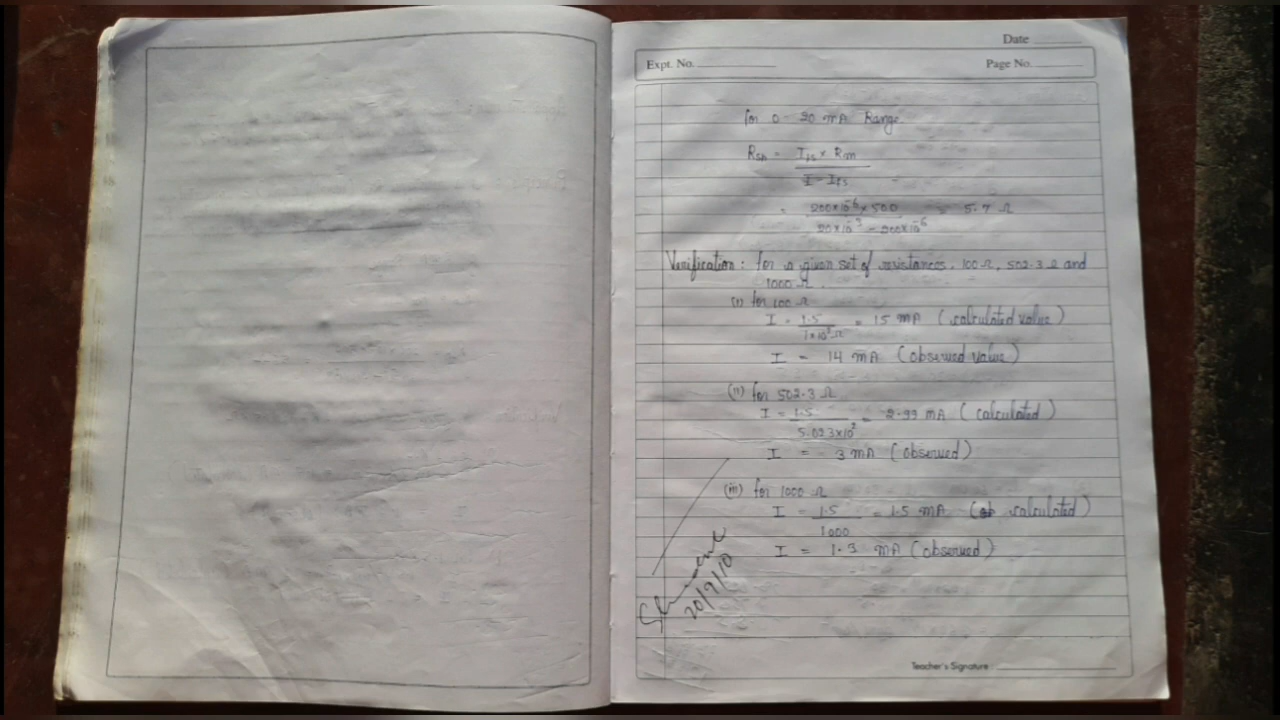 Date
Expt. No.
Page No.
for 0 - 20 mA Range
Rsh = Ifs × Rm
I - Ifs
= 200×10⁻⁶×500 = 5.7 Ω
20×10⁻³ - 200×10⁻⁶
Verification: for a given set of resistances, 100 Ω, 502.3 Ω and
1000 Ω.
(i) for 100 Ω
I = 1.5 = 15 mA (calculated value)
1×10² Ω
I = 14 mA (observed value)
(ii) for 502.3 Ω
I = 1.5 = 2.99 mA (calculated)
5.023×10²
I = 3 mA (observed)
(iii) for 1000 Ω
I = 1.5 = 1.5 mA (calculated)
1000
I = 1.3 mA (observed)
20/9/10
Teacher's Signature :